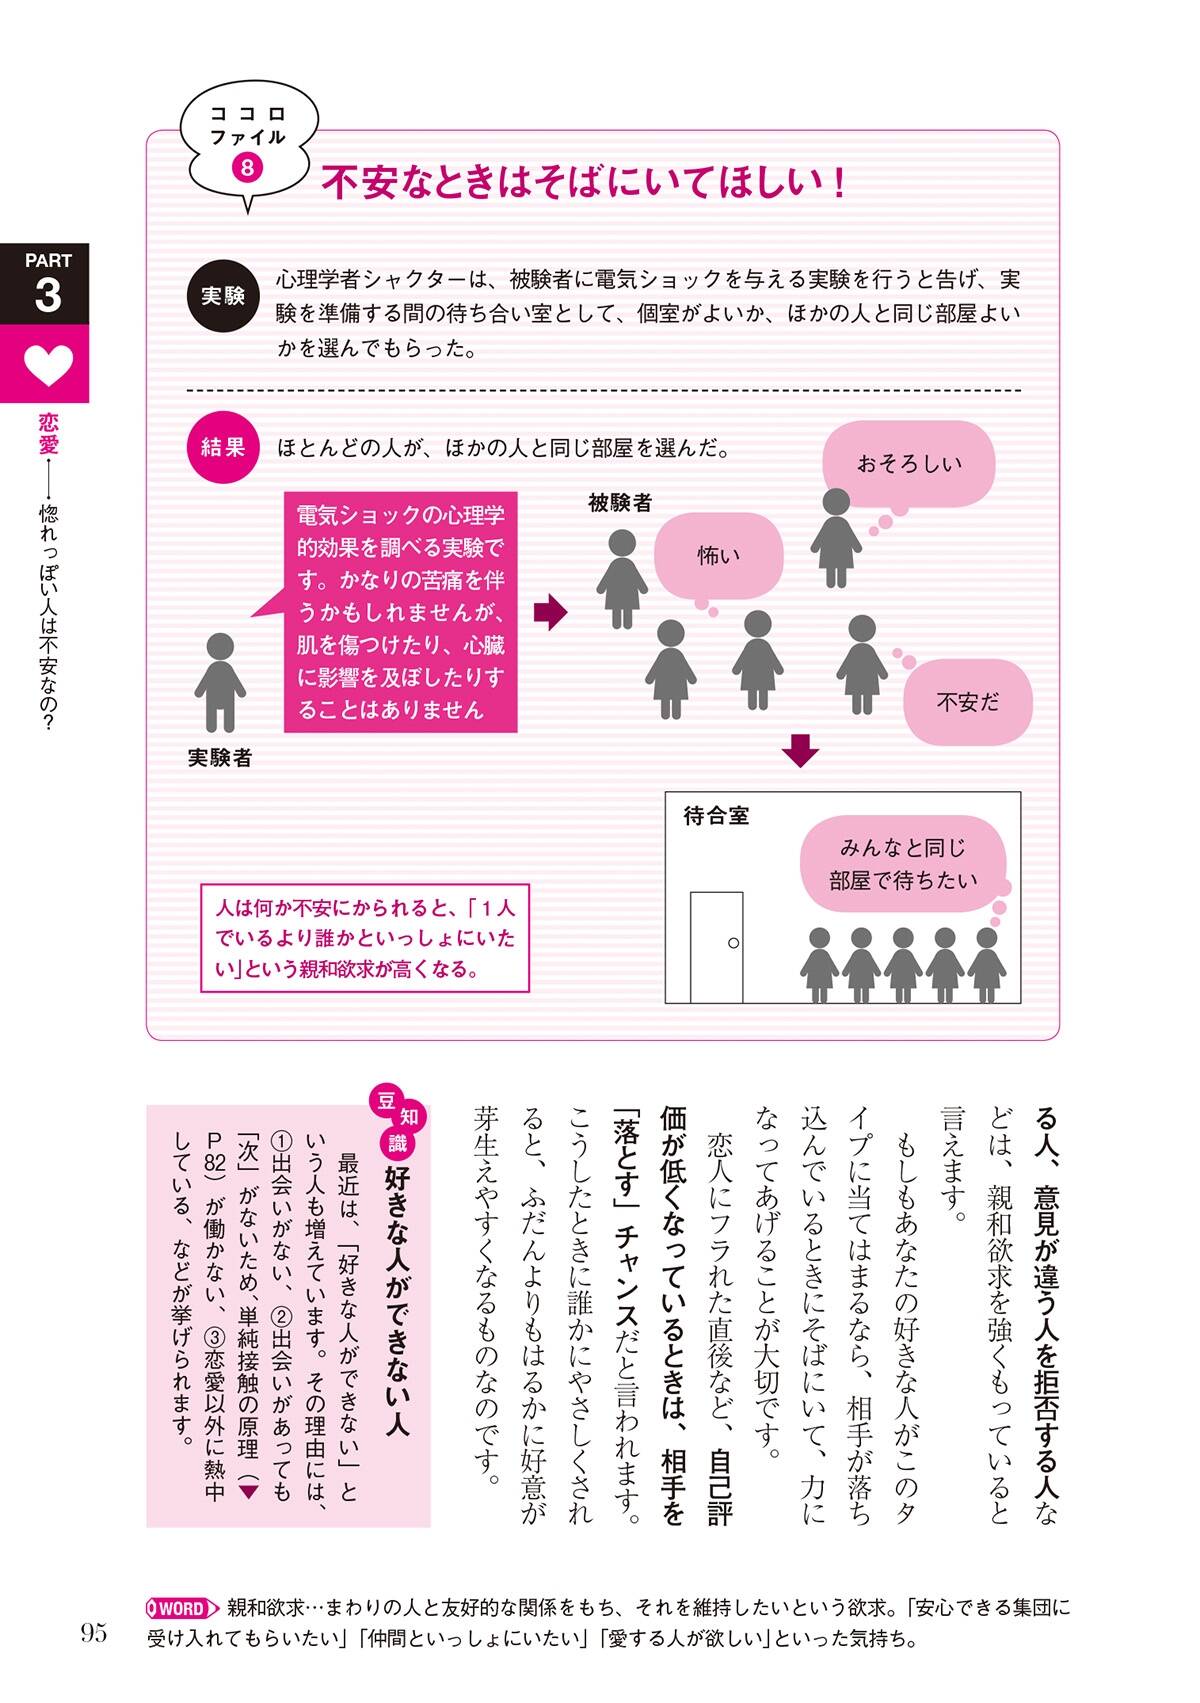 ココロ
ファイル
8
不安なときはそばにいてほしい！
PART
3
恋愛――惚れっぽい人は不安なの？
実験
心理学者シャクターは、被験者に電気ショックを与える実験を行うと告げ、実
験を準備する間の待ち合い室として、個室がよいか、ほかの人と同じ部屋よい
かを選んでもらった。
結果
ほとんどの人が、ほかの人と同じ部屋を選んだ。
電気ショックの心理学
的効果を調べる実験で
す。かなりの苦痛を伴
うかもしれませんが、
肌を傷つけたり、心臓
に影響を及ぼしたりす
ることはありません
実験者
被験者
怖い
おそろしい
不安だ
待合室
みんなと同じ
部屋で待ちたい
人は何か不安にかられると、「１人
でいるより誰かといっしょにいた
い」という親和欲求が高くなる。
る人、意見が違う人を拒否する人な
どは、親和欲求を強くもっていると
言えます。
もしもあなたの好きな人がこのタ
イプに当てはまるなら、相手が落ち
込んでいるときにそばにいて、力に
なってあげることが大切です。
恋人にフラれた直後など、自己評
価が低くなっているときは、相手を
「落とす」チャンスだと言われます。
こうしたときに誰かにやさしくされ
ると、ふだんよりもはるかに好意が
芽生えやすくなるものなのです。
豆知識
好きな人ができない人
最近は、「好きな人ができない」と
いう人も増えています。その理由には、
①出会いがない、②出会いがあっても
「次」がないため、単純接触の原理（▼
P82）が働かない、③恋愛以外に熱中
している、などが挙げられます。
WORD 親和欲求…まわりの人と友好的な関係をもち、それを維持したいという欲求。「安心できる集団に
受け入れてもらいたい」「仲間といっしょにいたい」「愛する人が欲しい」といった気持ち。
95